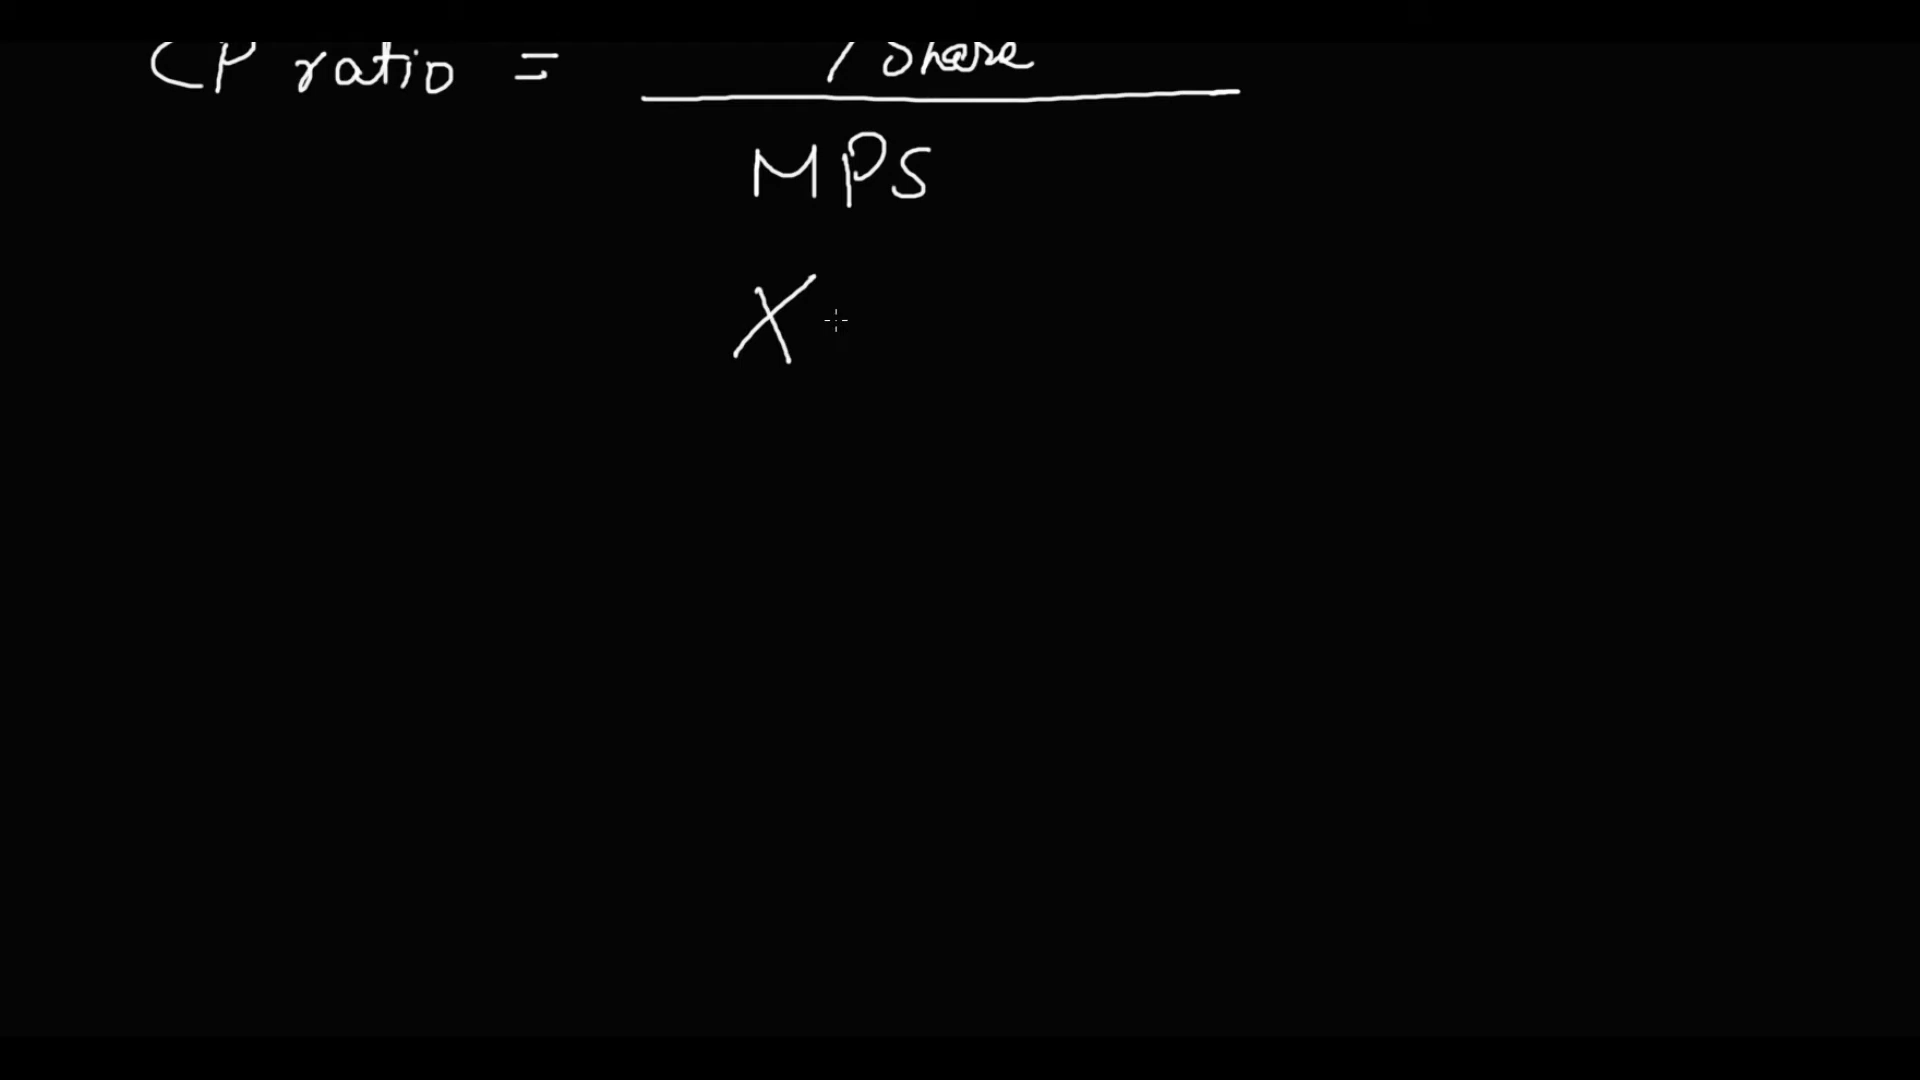 CP ratio = / Share
MPS
X